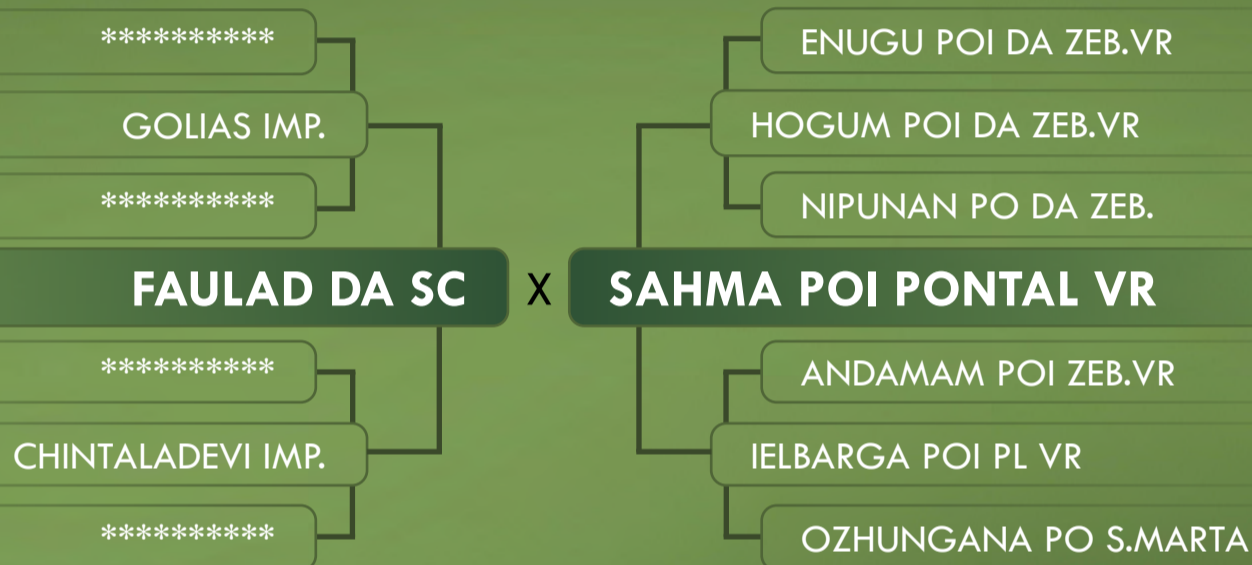 **********
ENUGU POI DA ZEB.VR
GOLIAS IMP.
HOGUM POI DA ZEB.VR
**********
NIPUNAN PO DA ZEB.
FAULAD DA SC X SAHMA POI PONTAL VR
**********
ANDAMAM POI ZEB.VR
CHINTALADEVI IMP.
IELBARGA POI PL VR
**********
OZHUNGANA PO S.MARTA